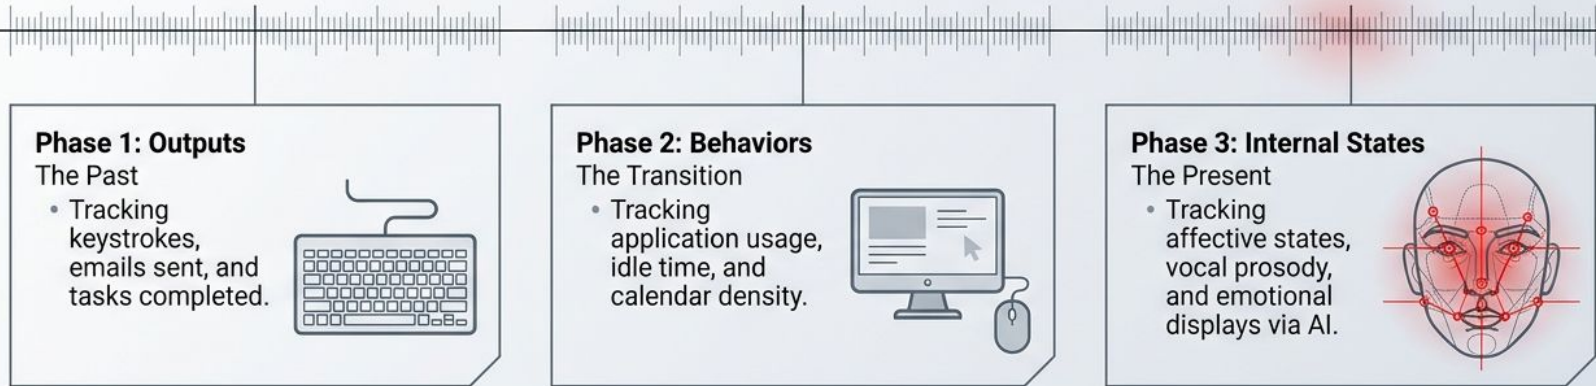 Phase 1: Outputs
The Past
• Tracking
keystrokes,
emails sent, and
tasks completed.
Phase 2: Behaviors
The Transition
• Tracking
application usage,
idle time, and
calendar density.
Phase 3: Internal States
The Present
• Tracking
affective states,
vocal prosody,
and emotional
displays via AI.